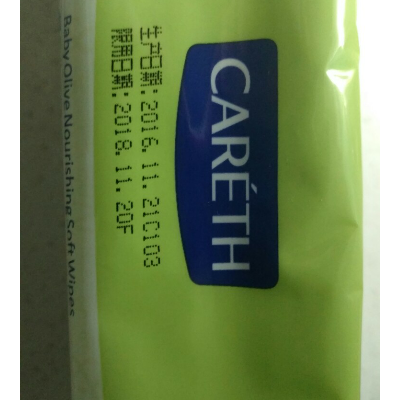 CARÉTH
生产日期:2016.11.21C103
限用日期:2018.11.20F
Baby Olive Nourishing Soft Wipes